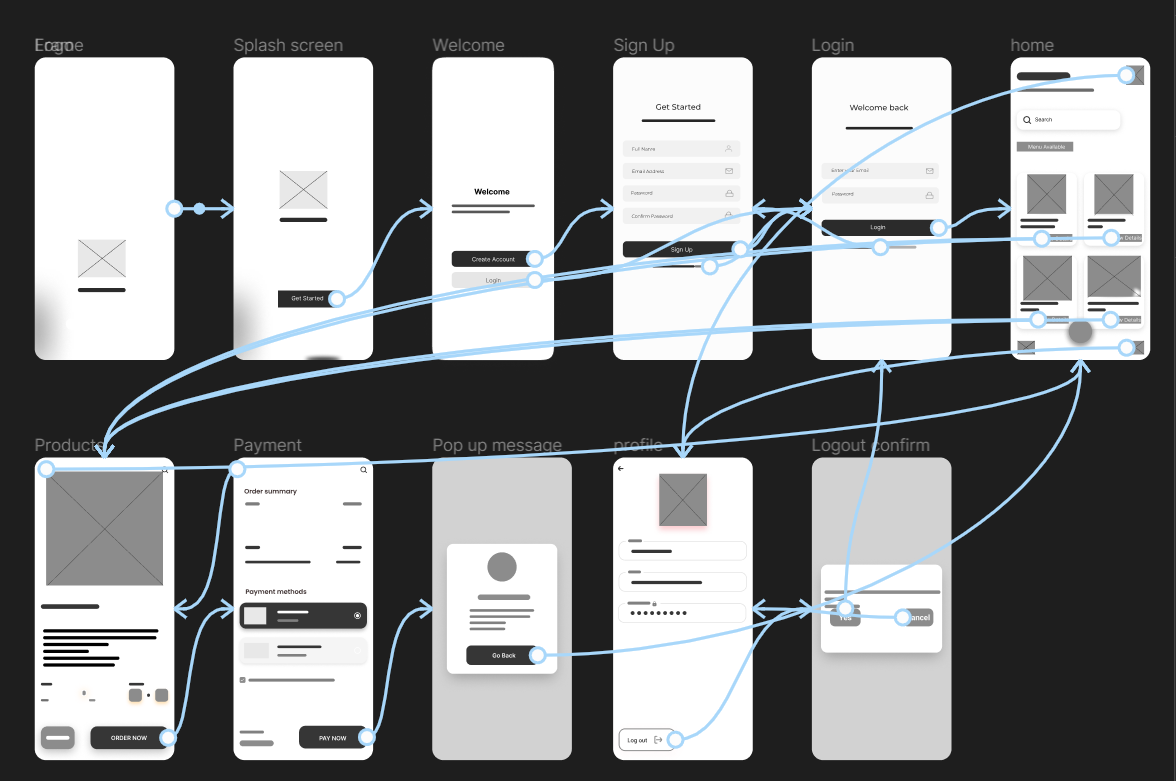 Frame
Splash screen
Welcome
Sign Up
Login
home
Get Started
Welcome back
Full Name
Email Address
Password
Confirm Password
Sign Up
Enter your Email
Password
Login
Search
Menu Available
Details
Details
Welcome
Create Account
Login
Get Started
Products
Payment
Pop up message
profile
Logout confirm
Order summary
Payment methods
ORDER NOW
PAY NOW
Go Back
Log out
Yes
Cancel